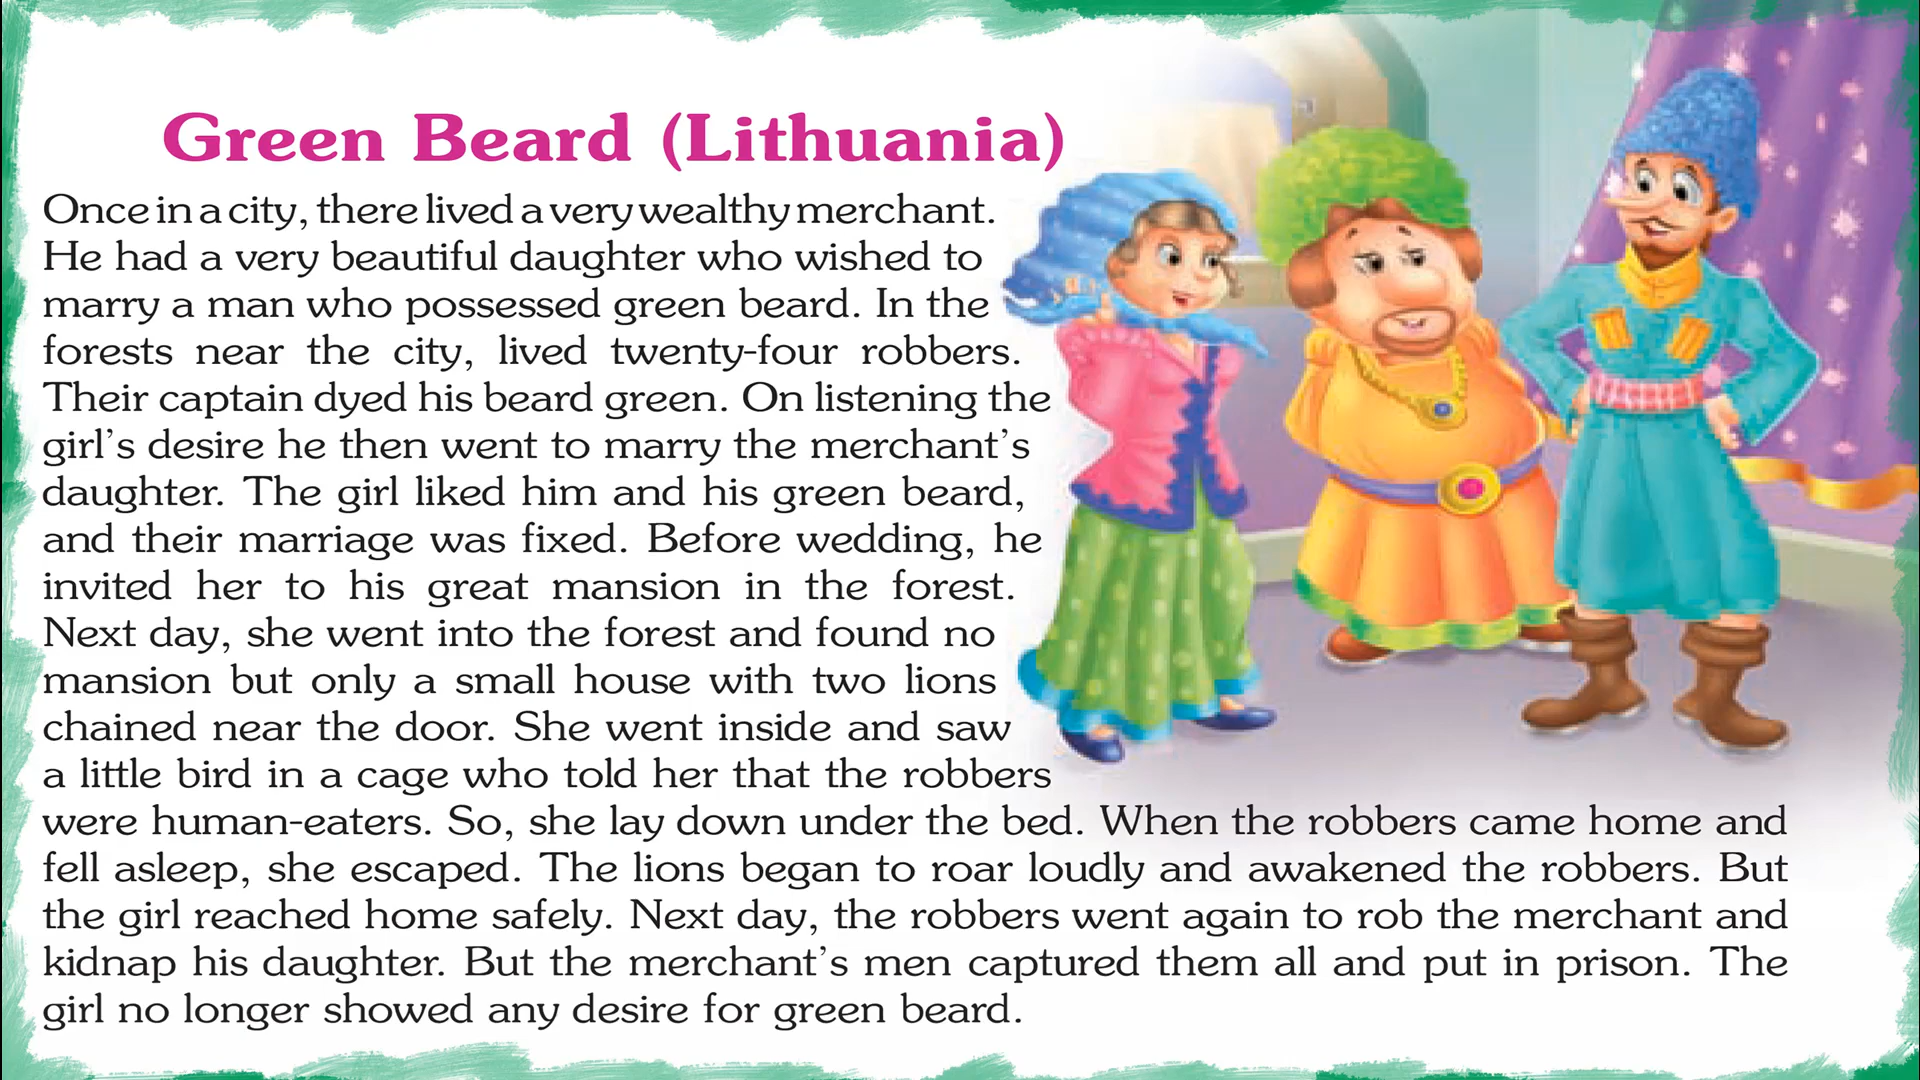 Green Beard (Lithuania)
Once in a city, there lived a very wealthy merchant.
He had a very beautiful daughter who wished to
marry a man who possessed green beard. In the
forests near the city, lived twenty-four robbers.
Their captain dyed his beard green. On listening the
girl’s desire he then went to marry the merchant’s
daughter. The girl liked him and his green beard,
and their marriage was fixed. Before wedding, he
invited her to his great mansion in the forest.
Next day, she went into the forest and found no
mansion but only a small house with two lions
chained near the door. She went inside and saw
a little bird in a cage who told her that the robbers
were human-eaters. So, she lay down under the bed. When the robbers came home and
fell asleep, she escaped. The lions began to roar loudly and awakened the robbers. But
the girl reached home safely. Next day, the robbers went again to rob the merchant and
kidnap his daughter. But the merchant’s men captured them all and put in prison. The
girl no longer showed any desire for green beard.